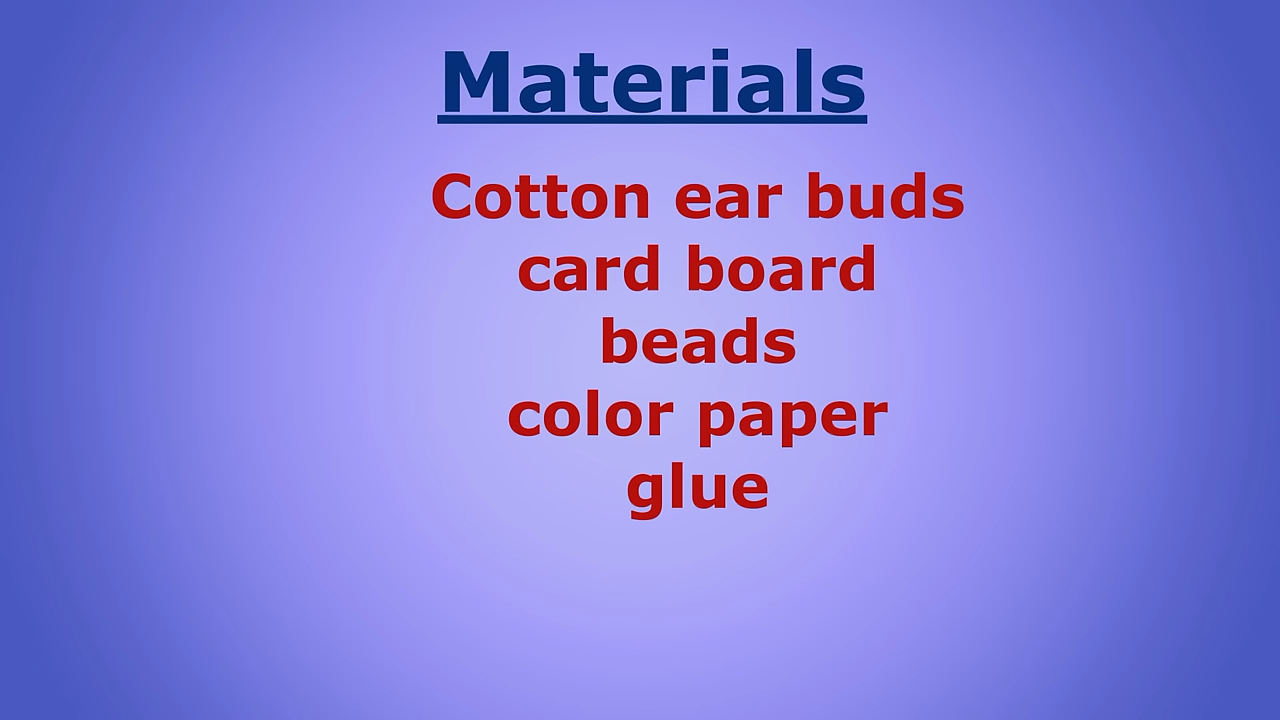 Materials
Cotton ear buds
card board
beads
color paper
glue